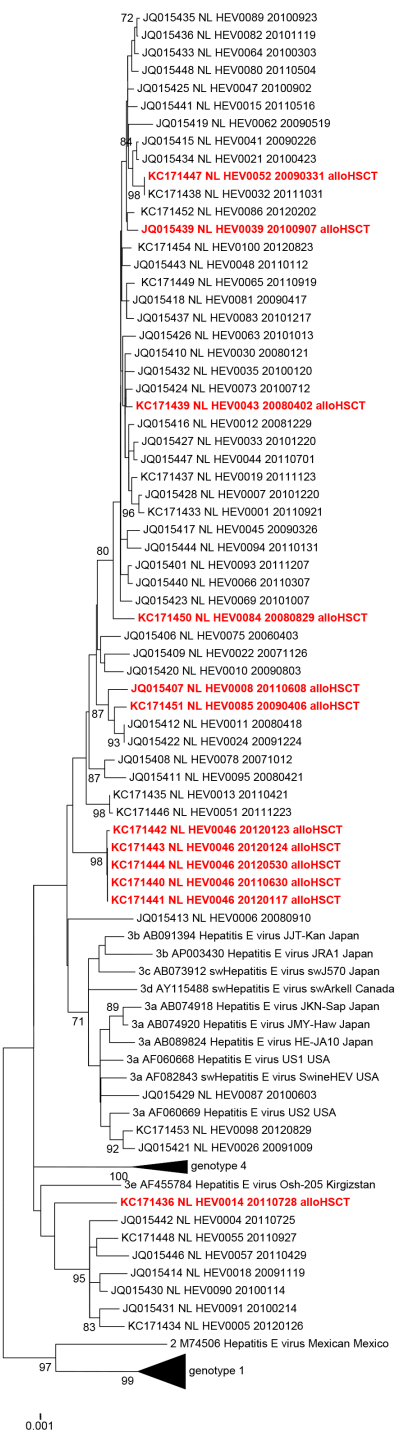 72
JQ015435 NL HEV0089 20100923
JQ015436 NL HEV0082 20101119
JQ015433 NL HEV0064 20100303
JQ015448 NL HEV0080 20110504
JQ015425 NL HEV0047 20100902
JQ015441 NL HEV0015 20110516
JQ015419 NL HEV0062 20090519
84
JQ015415 NL HEV0041 20090226
JQ015434 NL HEV0021 20100423
KC171447 NL HEV0052 20090331 alloHSCT
98
KC171438 NL HEV0032 20111031
KC171452 NL HEV0086 20120202
JQ015439 NL HEV0039 20100907 alloHSCT
KC171454 NL HEV0100 20120823
JQ015443 NL HEV0048 20110112
KC171449 NL HEV0065 20110919
JQ015418 NL HEV0081 20090417
JQ015437 NL HEV0083 20101217
JQ015426 NL HEV0063 20101013
JQ015410 NL HEV0030 20080121
JQ015432 NL HEV0035 20100120
JQ015424 NL HEV0073 20100712
KC171439 NL HEV0043 20080402 alloHSCT
JQ015416 NL HEV0012 20081229
JQ015427 NL HEV0033 20101220
JQ015447 NL HEV0044 20110701
KC171437 NL HEV0019 20111123
JQ015428 NL HEV0007 20101220
96
KC171433 NL HEV0001 20110921
JQ015417 NL HEV0045 20090326
JQ015444 NL HEV0094 20110131
80
JQ015401 NL HEV0093 20111207
JQ015440 NL HEV0066 20110307
JQ015423 NL HEV0069 20101007
KC171450 NL HEV0084 20080829 alloHSCT
JQ015406 NL HEV0075 20060403
JQ015409 NL HEV0022 20071126
JQ015420 NL HEV0010 20090803
JQ015407 NL HEV0008 20110608 alloHSCT
87
KC171451 NL HEV0085 20090406 alloHSCT
JQ015412 NL HEV0011 20080418
93
JQ015422 NL HEV0024 20091224
JQ015408 NL HEV0078 20071012
87
JQ015411 NL HEV0095 20080421
KC171435 NL HEV0013 20110421
98
KC171446 NL HEV0051 20111223
KC171442 NL HEV0046 20120123 alloHSCT
KC171443 NL HEV0046 20120124 alloHSCT
98
KC171444 NL HEV0046 20120530 alloHSCT
KC171440 NL HEV0046 20110630 alloHSCT
KC171441 NL HEV0046 20120117 alloHSCT
JQ015413 NL HEV0006 20080910
3b AB091394 Hepatitis E virus JJT-Kan Japan
3b AP003430 Hepatitis E virus JRA1 Japan
3c AB073912 swHepatitis E virus swJ570 Japan
3d AY115488 swHepatitis E virus swArkell Canada
71
89
3a AB074918 Hepatitis E virus JKN-Sap Japan
3a AB074920 Hepatitis E virus JMY-Haw Japan
3a AB089824 Hepatitis E virus HE-JA10 Japan
3a AF060668 Hepatitis E virus US1 USA
3a AF082843 swHepatitis E virus SwineHEV USA
JQ015429 NL HEV0087 20100603
3a AF060669 Hepatitis E virus US2 USA
KC171453 NL HEV0098 20120829
92
JQ015421 NL HEV0026 20091009
100
genotype 4
3e AF455784 Hepatitis E virus Osh-205 Kirgizstan
KC171436 NL HEV0014 20110728 alloHSCT
JQ015442 NL HEV0004 20110725
KC171448 NL HEV0055 20110927
JQ015446 NL HEV0057 20110429
95
JQ015414 NL HEV0018 20091119
JQ015430 NL HEV0090 20100114
JQ015431 NL HEV0091 20100214
83
KC171434 NL HEV0005 20120126
2 M74506 Hepatitis E virus Mexican Mexico
97
99
genotype 1
0.001